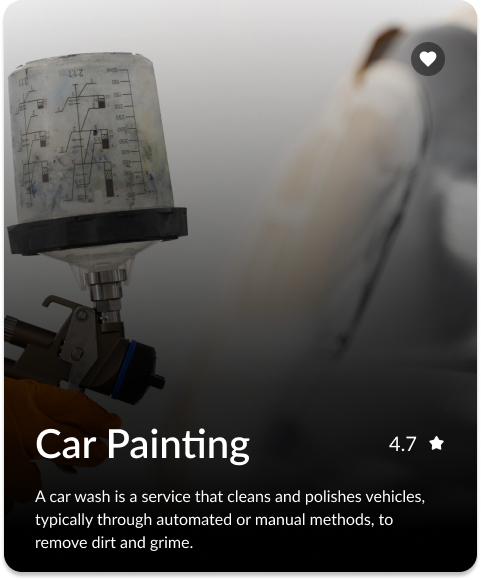 Car Painting
4.7
A car wash is a service that cleans and polishes vehicles,
typically through automated or manual methods, to
remove dirt and grime.